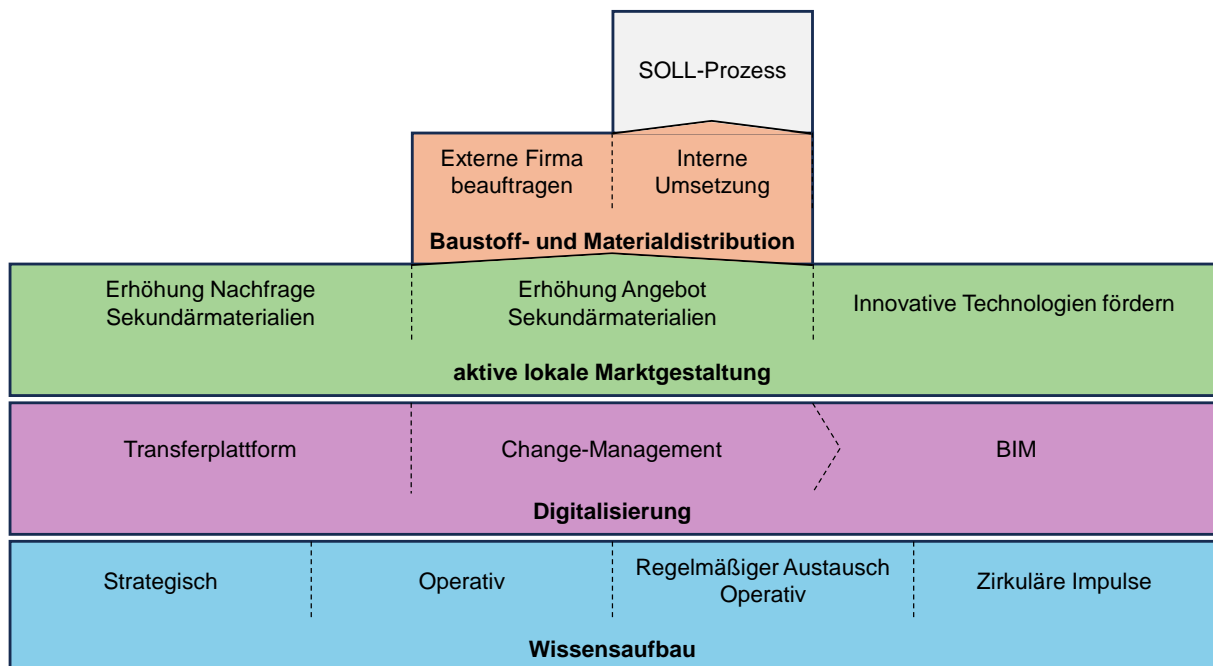 SOLL-Prozess
Externe Firma
beauftragen
Interne
Umsetzung
Baustoff- und Materialdistribution
Erhöhung Nachfrage
Sekundärmaterialien
Erhöhung Angebot
Sekundärmaterialien
Innovative Technologien fördern
aktive lokale Marktgestaltung
Transferplattform
Change-Management
BIM
Digitalisierung
Strategisch
Operativ
Regelmäßiger Austausch
Operativ
Zirkuläre Impulse
Wissensaufbau